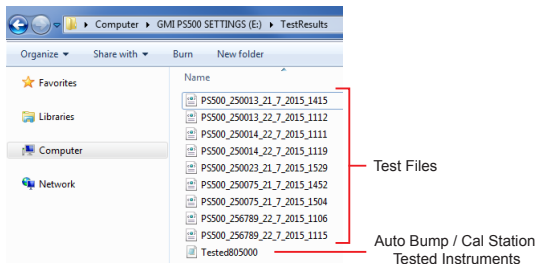 Computer GMI PS500 SETTINGS (E:) TestResults
Organize Share with Burn New folder
Favorites
Libraries
Computer
Network
Name
PS500_250013_21_7_2015_1415
PS500_250013_22_7_2015_1112
PS500_250014_22_7_2015_1111
PS500_250014_22_7_2015_1119
PS500_250023_21_7_2015_1529
PS500_250075_21_7_2015_1452
PS500_250075_21_7_2015_1504
PS500_256789_22_7_2015_1106
PS500_256789_22_7_2015_1115
Tested805000
Test Files
Auto Bump / Cal Station
Tested Instruments